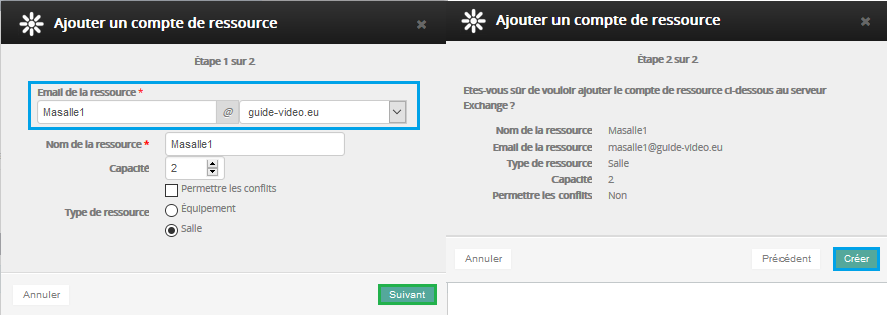 Ajouter un compte de ressource
Étape 1 sur 2
Email de la ressource *
Masalle1 @ guide-video.eu
Nom de la ressource * Masalle1
Capacité 2
Permettre les conflits
Type de ressource Équipement
Salle
Annuler Suivant
Ajouter un compte de ressource
Étape 2 sur 2
Etes-vous sûr de vouloir ajouter le compte de ressource ci-dessous au serveur
Exchange ?
Nom de la ressource Masalle1
Email de la ressource masalle1@guide-video.eu
Type de ressource Salle
Capacité 2
Permettre les conflits Non
Annuler Précédent Créer